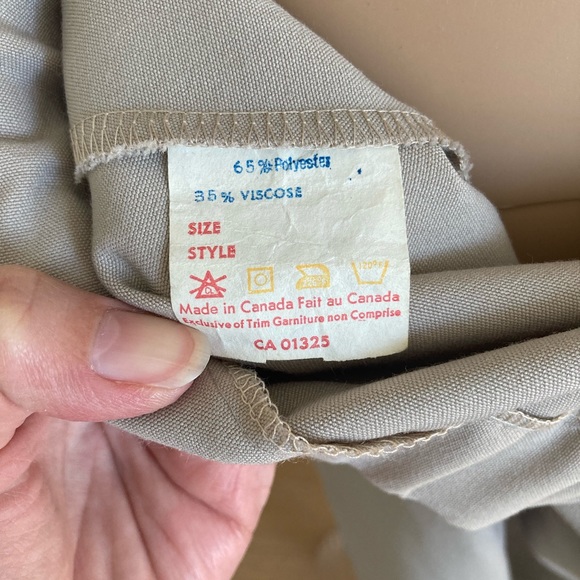 65% Polyester
35% VISCOSE
SIZE
STYLE
Made in Canada Fait au Canada
Exclusive of Trim Garniture non Comprise
CA 01325